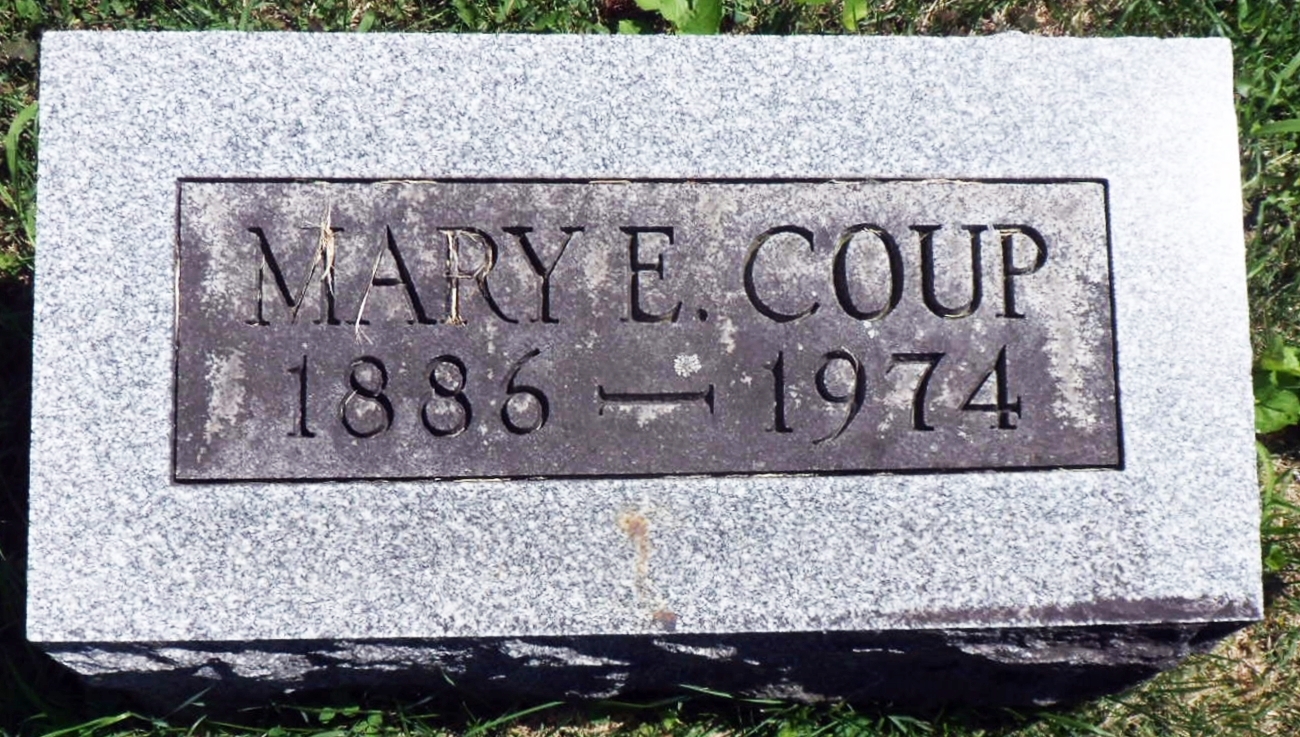 MARY E. COUP
1886 — 1974